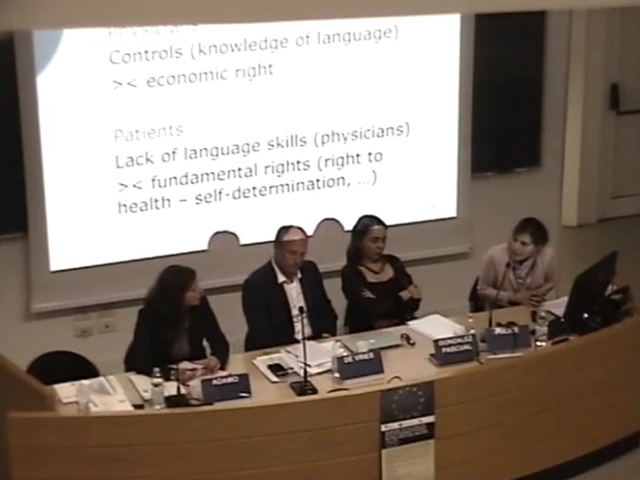 Controls (knowledge of language)
>< economic right
Patients
Lack of language skills (physicians)
>< fundamental rights (right to
health – self-determination, ...)
ADAMO
DE VRIES
GONZALEZ
PASCUAL